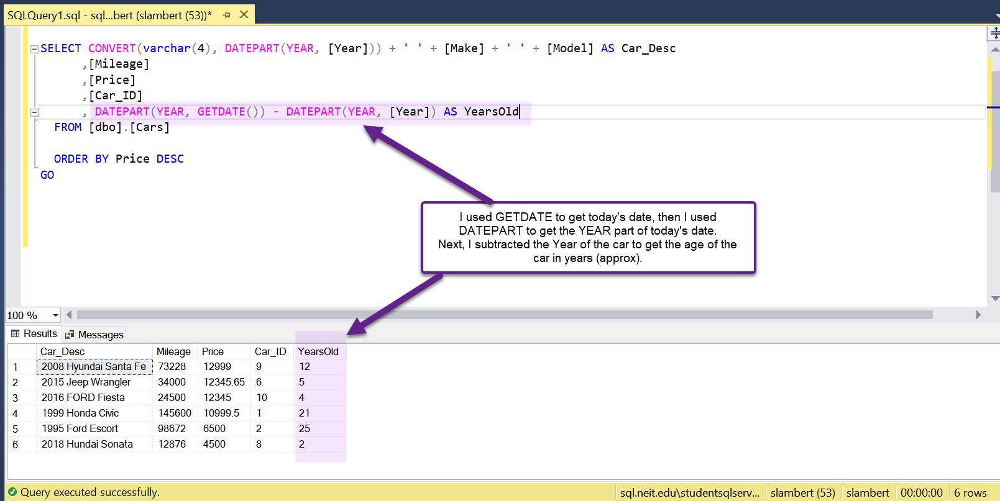 SQLQuery1.sql - sql...bert (slambert (53))*
SELECT CONVERT(varchar(4), DATEPART(YEAR, [Year])) + ' ' + [Make] + ' ' + [Model] AS Car_Desc
,[Mileage]
,[Price]
,[Car_ID]
, DATEPART(YEAR, GETDATE()) - DATEPART(YEAR, [Year]) AS YearsOld
FROM [dbo].[Cars]
ORDER BY Price DESC
GO
I used GETDATE to get today's date, then I used
DATEPART to get the YEAR part of today's date.
Next, I subtracted the Year of the car to get the age of the
car in years (approx).
100 %
Results Messages
Car_Desc Mileage Price Car_ID YearsOld
1 2008 Hyundai Santa Fe 73228 12999 9 12
2 2015 Jeep Wrangler 34000 12345.65 6 5
3 2016 FORD Fiesta 24500 12345 10 4
4 1999 Honda Civic 145600 10999.5 1 21
5 1995 Ford Escort 98672 6500 2 25
6 2018 Hundai Sonata 12876 4500 8 2
Query executed successfully. sql.neit.edu\studentsqlserv... slambert (53) slambert 00:00:00 6 rows